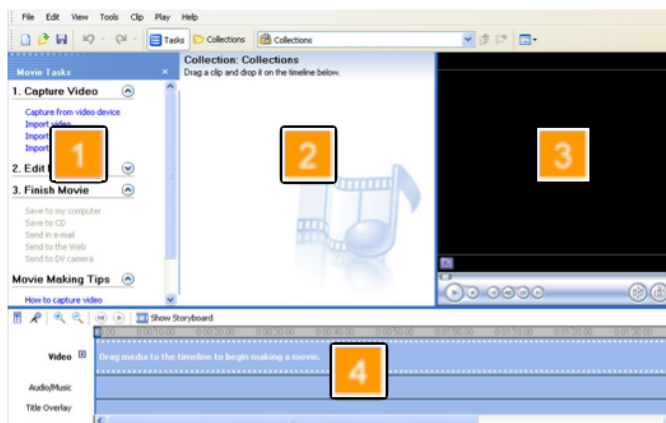 File Edit View Tools Clip Play Help
Tasks Collections Collections
Movie Tasks
1. Capture Video
Capture from video device
Import video
Import
Import
2. Edit
3. Finish Movie
Save to my computer
Save to CD
Send in e-mail
Send to the Web
Send to DV camera
Movie Making Tips
How to capture video
1
Collection: Collections
Drag a clip and drop it on the timeline below.
2
3
Show Storyboard
Video
Drag media to the timeline to begin making a movie.
4
Audio/Music
Title Overlay